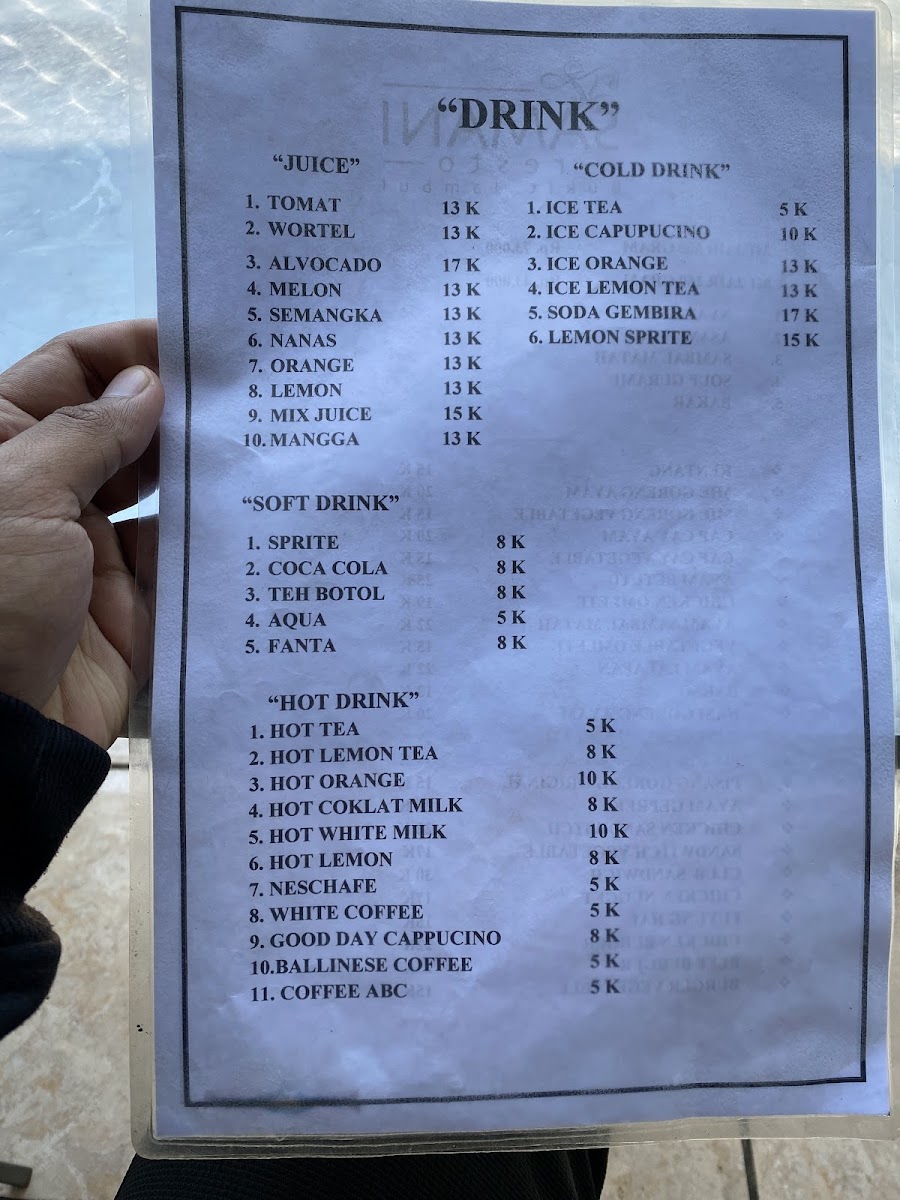 “DRINK”
“JUICE”
1. TOMAT 13 K
2. WORTEL 13 K
3. ALVOCADO 17 K
4. MELON 13 K
5. SEMANGKA 13 K
6. NANAS 13 K
7. ORANGE 13 K
8. LEMON 13 K
9. MIX JUICE 15 K
10. MANGGA 13 K
“COLD DRINK”
1. ICE TEA 5 K
2. ICE CAPUPUCINO 10 K
3. ICE ORANGE 13 K
4. ICE LEMON TEA 13 K
5. SODA GEMBIRA 17 K
6. LEMON SPRITE 15 K
“SOFT DRINK”
1. SPRITE 8 K
2. COCA COLA 8 K
3. TEH BOTOL 8 K
4. AQUA 5 K
5. FANTA 8 K
“HOT DRINK”
1. HOT TEA 5 K
2. HOT LEMON TEA 8 K
3. HOT ORANGE 10 K
4. HOT COKLAT MILK 8 K
5. HOT WHITE MILK 10 K
6. HOT LEMON 8 K
7. NESCHAFE 5 K
8. WHITE COFFEE 5 K
9. GOOD DAY CAPPUCINO 8 K
10.BALLINESE COFFEE 5 K
11. COFFEE ABC 5 K